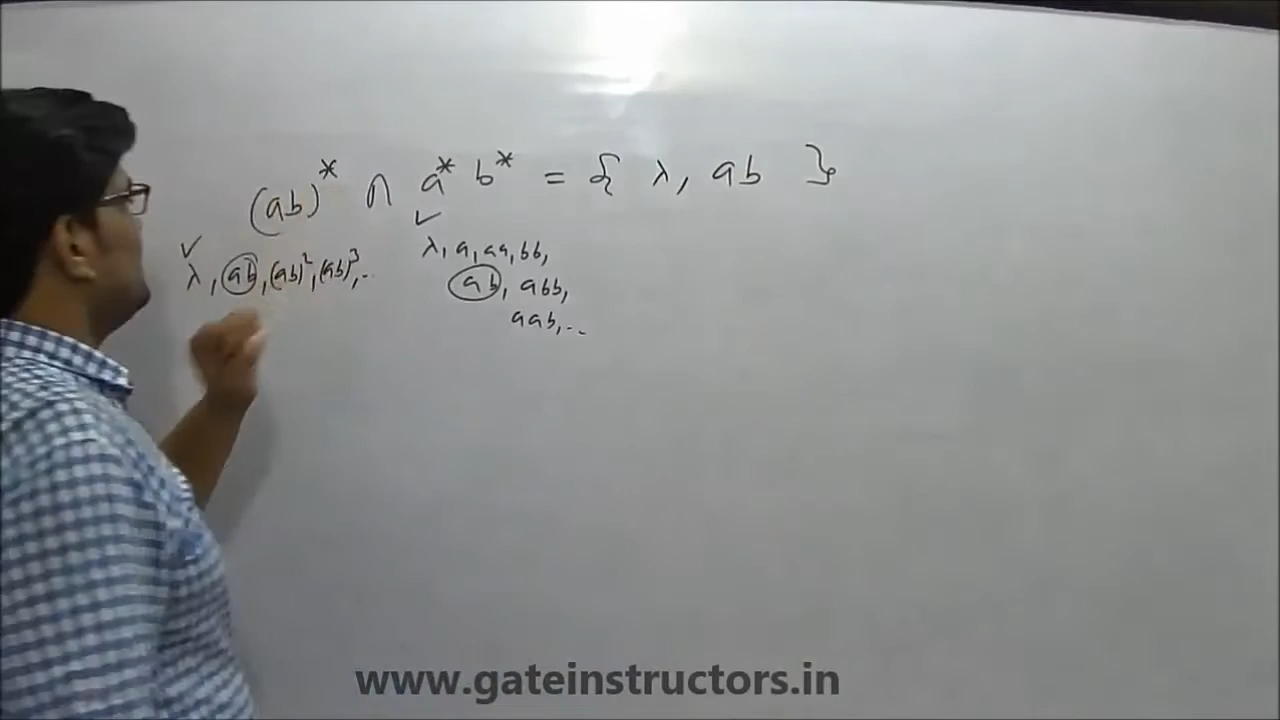 (ab)* ∩ a* b* = { λ, ab }
✓ ✓
λ, ab, (ab)², (ab)³, .. λ, a, aa, bb,
ab, abb,
aab, ...
www.gateinstructors.in